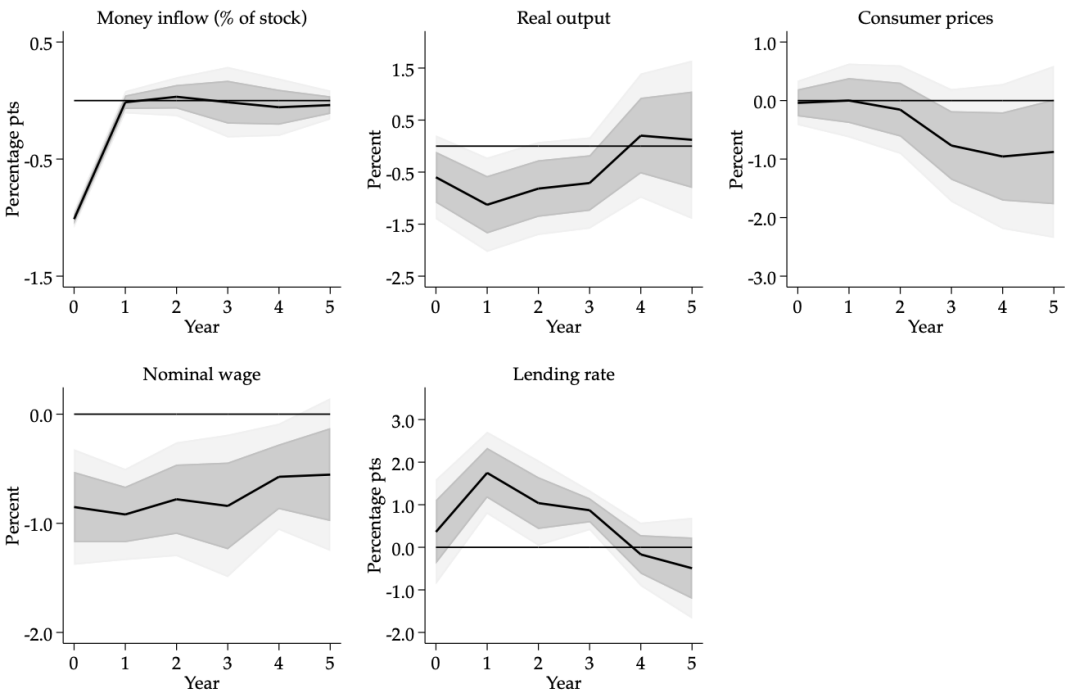 Money inflow (% of stock)
Percentage pts
0.5
-0.5
-1.5
0 1 2 3 4 5
Year
Real output
Percent
1.5
0.5
-0.5
-1.5
-2.5
0 1 2 3 4 5
Year
Consumer prices
Percent
1.0
0.0
-1.0
-2.0
-3.0
0 1 2 3 4 5
Year
Nominal wage
Percent
0.0
-1.0
-2.0
0 1 2 3 4 5
Year
Lending rate
Percentage pts
3.0
2.0
1.0
0.0
-1.0
-2.0
0 1 2 3 4 5
Year